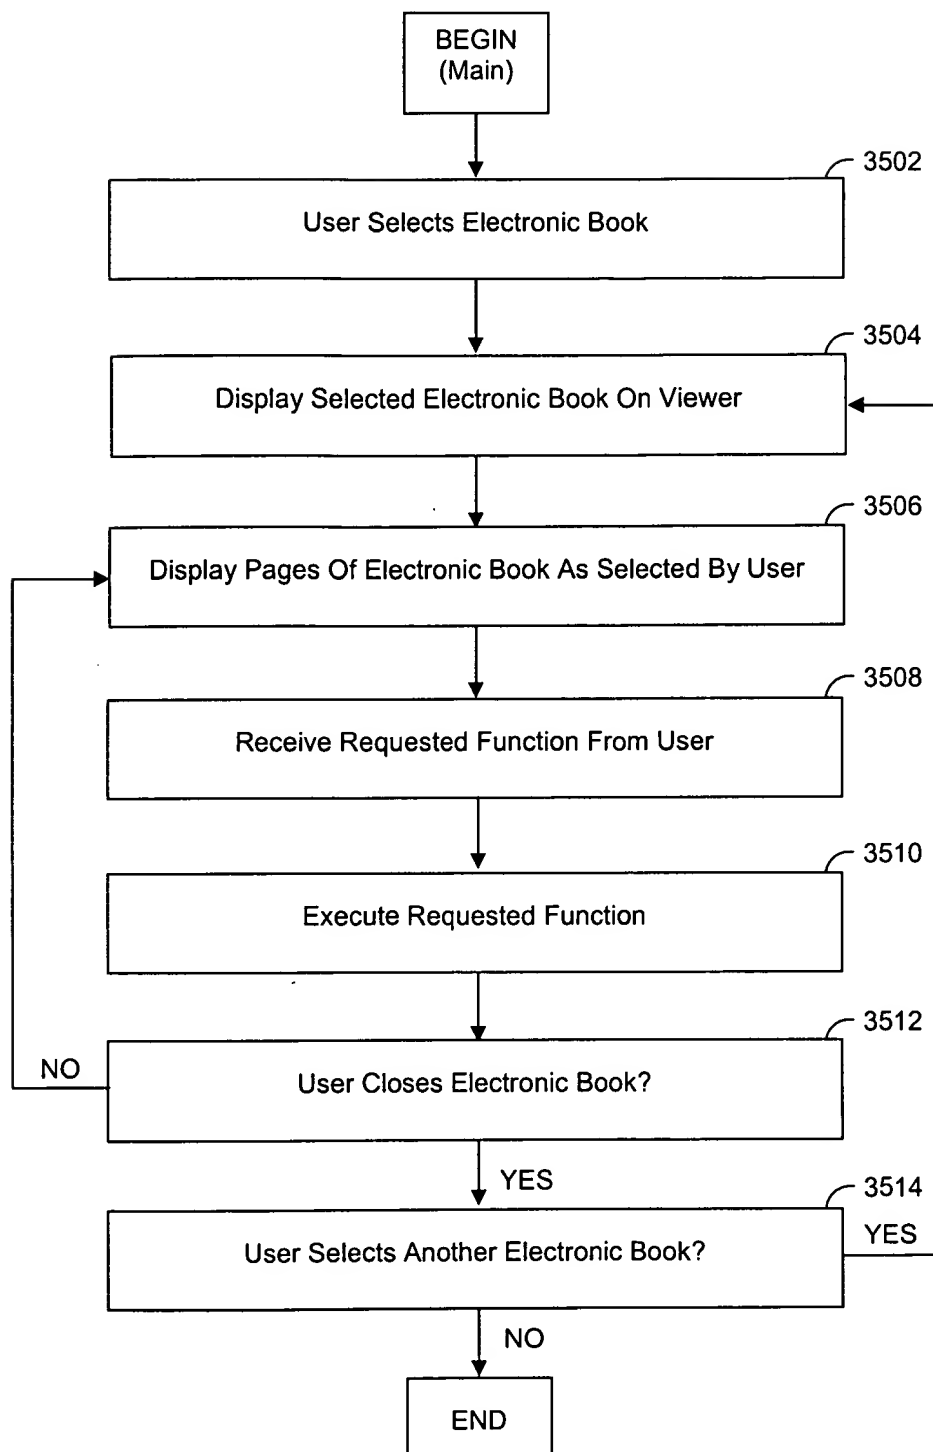 BEGIN
(Main)
3502
User Selects Electronic Book
3504
Display Selected Electronic Book On Viewer
3506
Display Pages Of Electronic Book As Selected By User
3508
Receive Requested Function From User
3510
Execute Requested Function
3512
NO
User Closes Electronic Book?
YES
3514
User Selects Another Electronic Book?
YES
NO
END